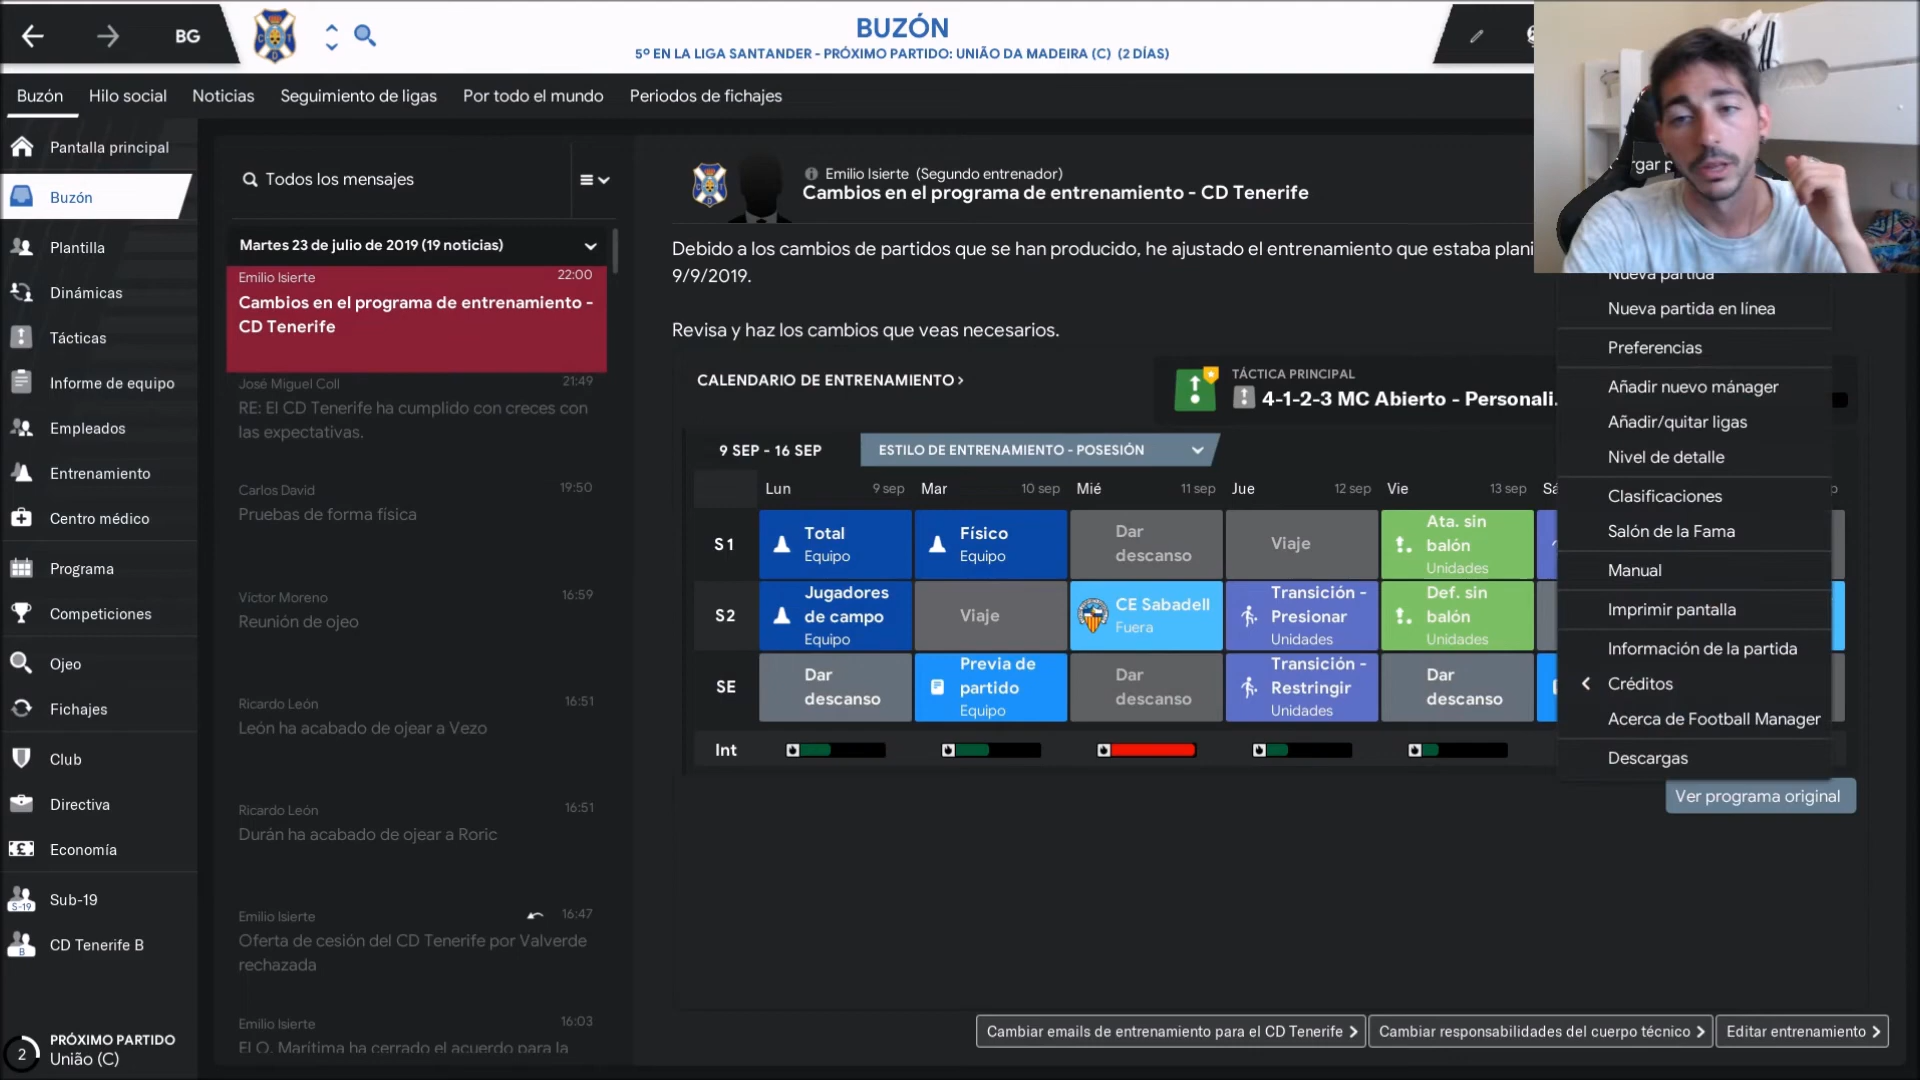 BG
BUZÓN
5º EN LA LIGA SANTANDER - PRÓXIMO PARTIDO: UNIÃO DA MADEIRA (C) (2 DÍAS)
Buzón
Hilo social
Noticias
Seguimiento de ligas
Por todo el mundo
Periodos de fichajes
Pantalla principal
Buzón
Plantilla
Dinámicas
Tácticas
Informe de equipo
Empleados
Entrenamiento
Centro médico
Programa
Competiciones
Ojeo
Fichajes
Club
Directiva
Economía
S-19
Sub-19
B
CD Tenerife B
2
PRÓXIMO PARTIDO
União (C)
Todos los mensajes
Martes 23 de julio de 2019 (19 noticias)
Emilio Isierte
22:00
Cambios en el programa de entrenamiento -
CD Tenerife
José Miguel Coll
21:49
RE: El CD Tenerife ha cumplido con creces con
las expectativas.
Carlos David
19:50
Pruebas de forma física
Víctor Moreno
16:59
Reunión de ojeo
Ricardo León
16:51
León ha acabado de ojear a Vezo
Ricardo León
16:51
Durán ha acabado de ojear a Roric
Emilio Isierte
16:47
Oferta de cesión del CD Tenerife por Valverde
rechazada
Emilio Isierte
16:03
El O. Marítima ha cerrado el acuerdo para la
Emilio Isierte (Segundo entrenador)
Cambios en el programa de entrenamiento - CD Tenerife
Debido a los cambios de partidos que se han producido, he ajustado el entrenamiento que estaba plani
9/9/2019.
Revisa y haz los cambios que veas necesarios.
CALENDARIO DE ENTRENAMIENTO >
TÁCTICA PRINCIPAL
4-1-2-3 MC Abierto - Personali.
9 SEP - 16 SEP
ESTILO DE ENTRENAMIENTO - POSESIÓN
Lun 9 sep
Mar 10 sep
Mié 11 sep
Jue 12 sep
Vie 13 sep
Sá
p
S1
Total
Equipo
Físico
Equipo
Dar
descanso
Viaje
Ata. sin
balón
Unidades
S2
Jugadores
de campo
Equipo
Viaje
CE Sabadell
Fuera
Transición -
Presionar
Unidades
Def. sin
balón
Unidades
SE
Dar
descanso
Previa de
partido
Equipo
Dar
descanso
Transición -
Restringir
Unidades
Dar
descanso
Int
rgar p
Nueva partida
Nueva partida en línea
Preferencias
Añadir nuevo mánager
Añadir/quitar ligas
Nivel de detalle
Clasificaciones
Salón de la Fama
Manual
Imprimir pantalla
Información de la partida
Créditos
Acerca de Football Manager
Descargas
Ver programa original
Cambiar emails de entrenamiento para el CD Tenerife >
Cambiar responsabilidades del cuerpo técnico >
Editar entrenamiento >